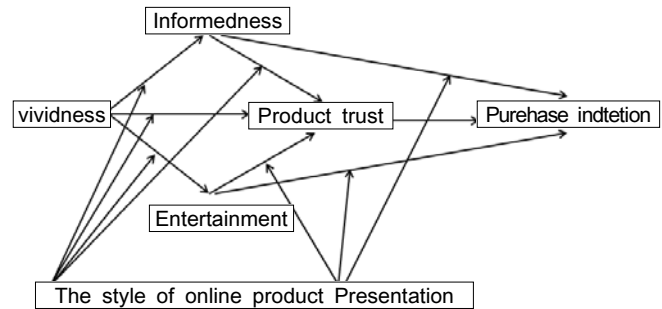 Informedness
vividness
Product trust
Purehase indtetion
Entertainment
The style of online product Presentation